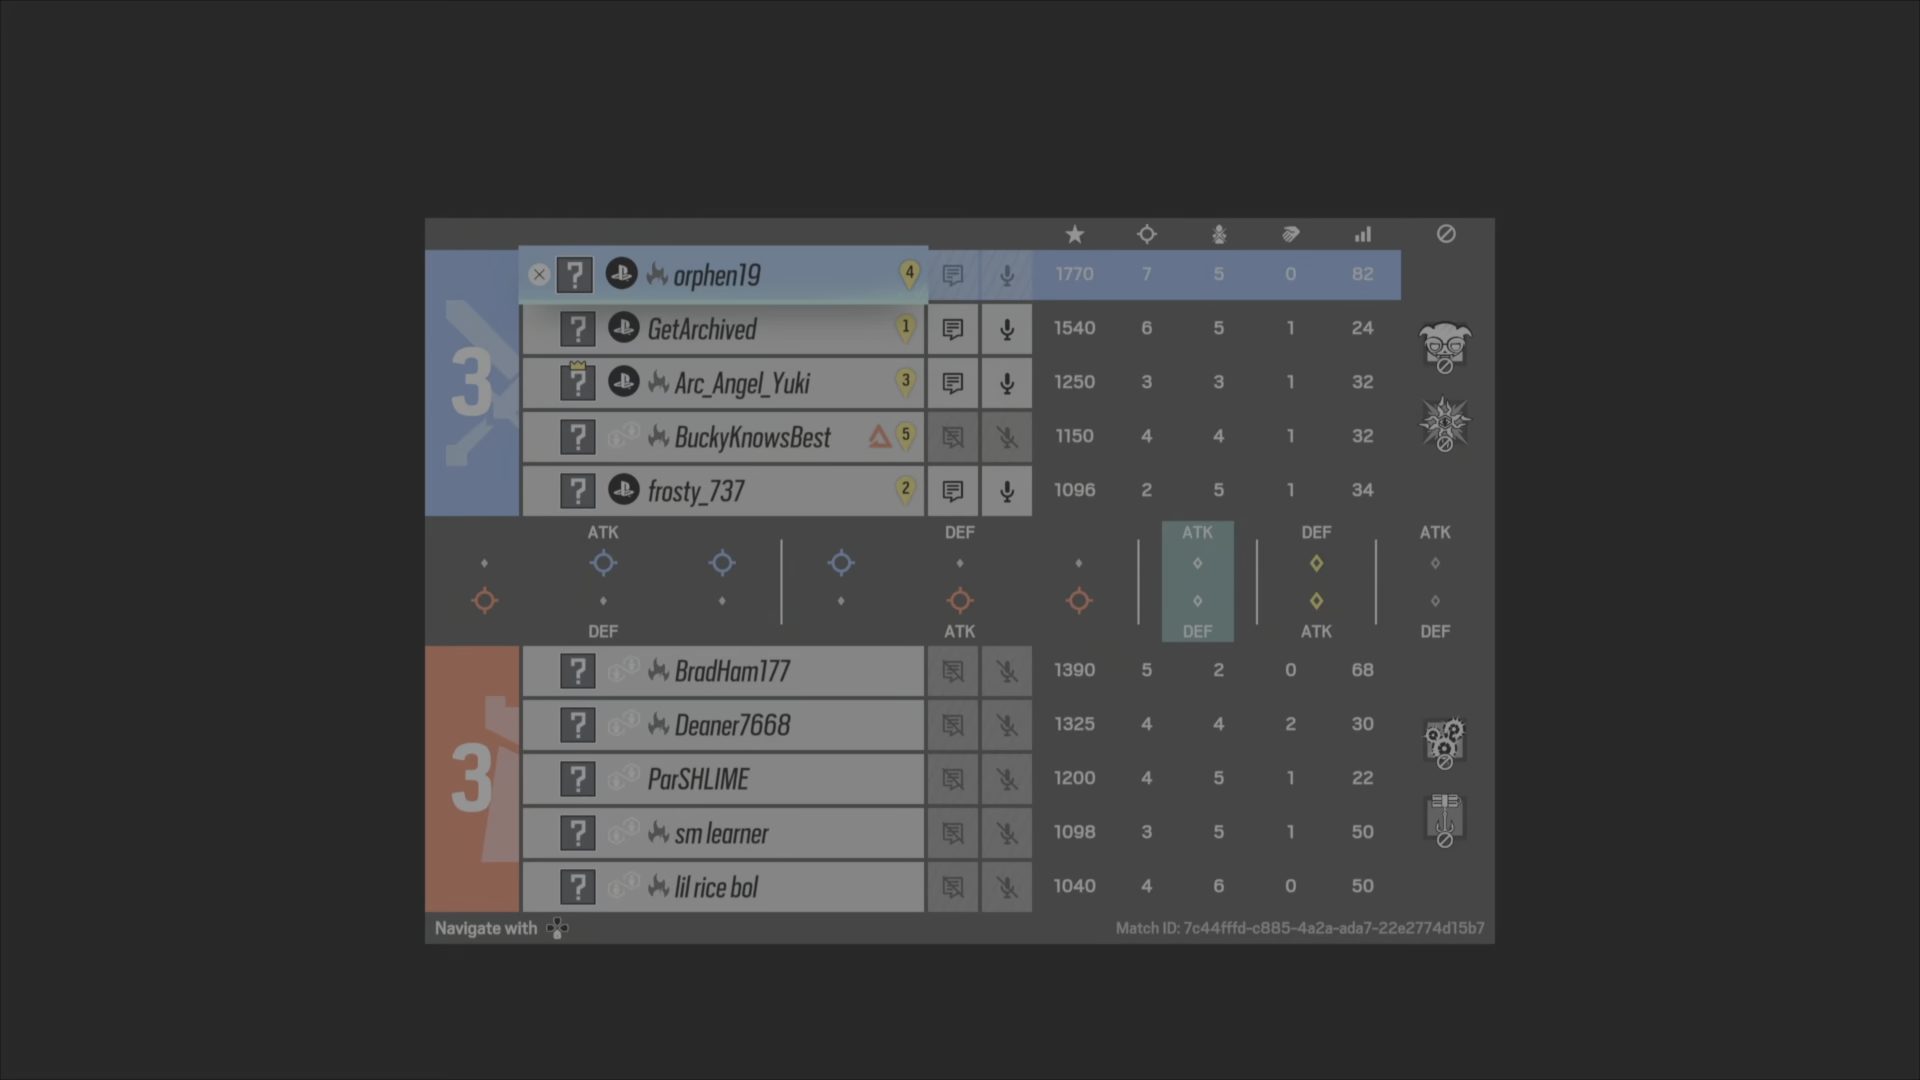 orphen19 4 1770 7 5 0 82
3
? GetArchived 1 1540 6 5 1 24
? Arc_Angel_Yuki 3 1250 3 3 1 32
? BuckyKnowsBest 5 1150 4 4 1 32
? frosty_737 2 1096 2 5 1 34
ATK DEF ATK DEF ATK
DEF ATK DEF ATK DEF
3
? BradHam177 1390 5 2 0 68
? Deaner7668 1325 4 4 2 30
? ParSHLIME 1200 4 5 1 22
? sm learner 1098 3 5 1 50
? lil rice bol 1040 4 6 0 50
Navigate with Match ID: 7c44fffd-c885-4a2a-ada7-22e2774d15b7